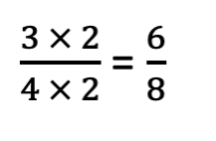 3 × 2 / 4 × 2 = 6 / 8